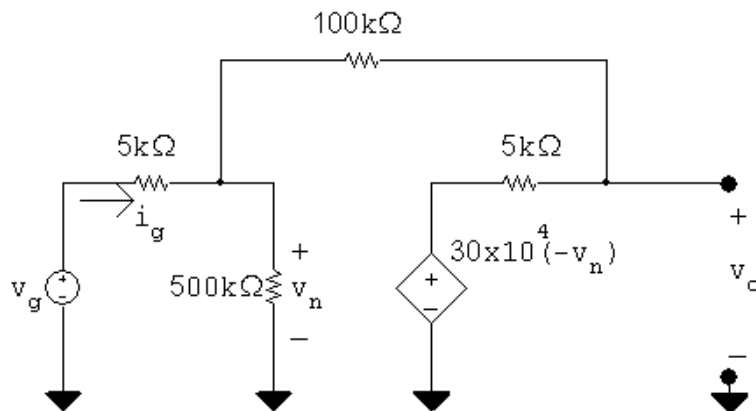 100kΩ
5kΩ
5kΩ
i_g
v_g
+
-
500kΩ
+
v_n
-
+
-
30x10^4(-v_n)
+
v_o
-